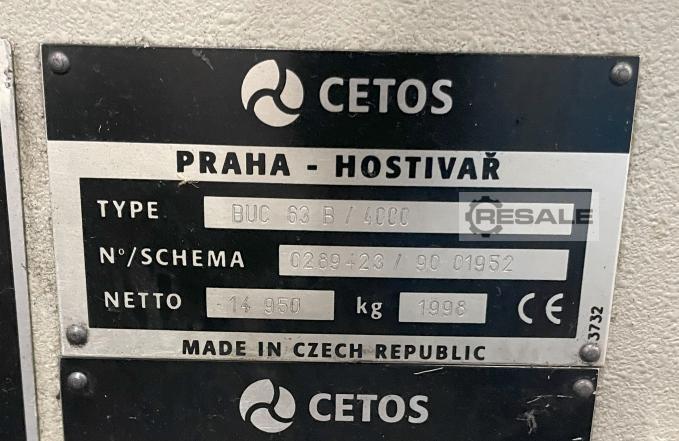 CETOS
PRAHA - HOSTIVAŘ
TYPE BUC 63 B / 4000
RESALE
N°/SCHEMA 0289423 / 90 01952
NETTO 14 950 kg 1998 CE
3732
MADE IN CZECH REPUBLIC
CETOS